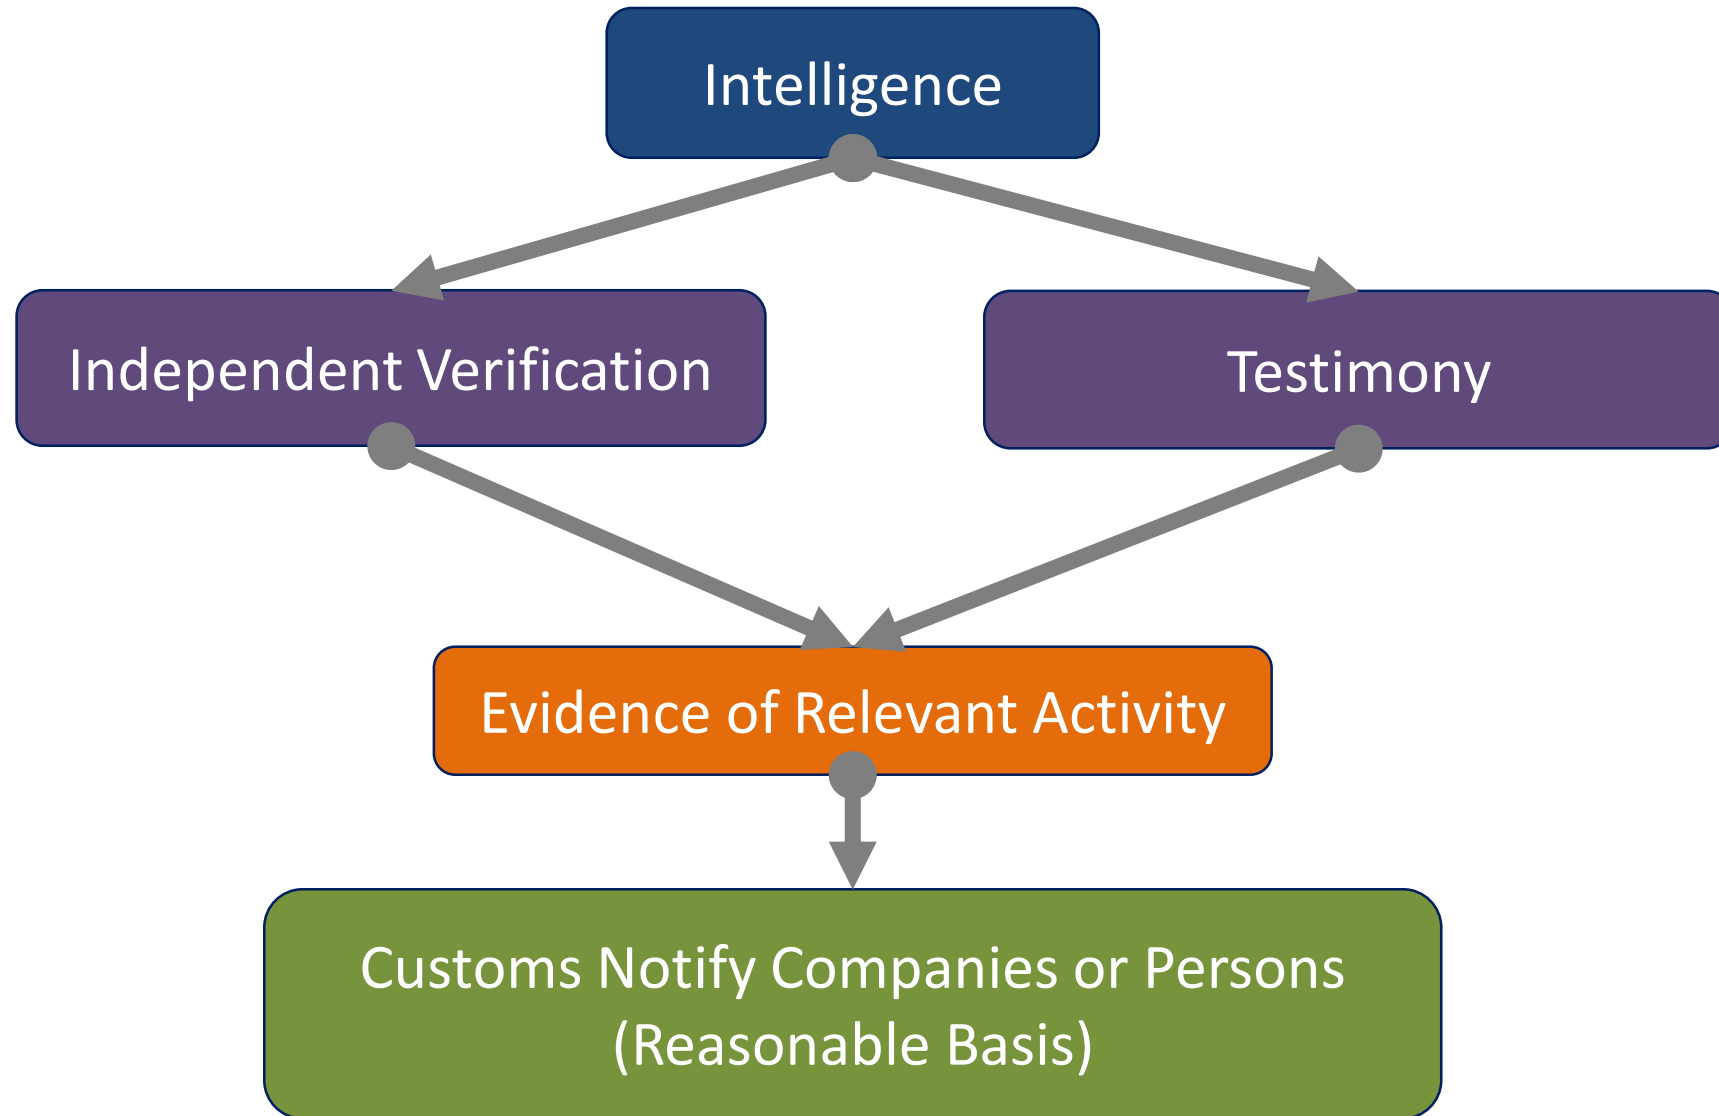 Intelligence
Independent Verification
Testimony
Evidence of Relevant Activity
Customs Notify Companies or Persons
(Reasonable Basis)